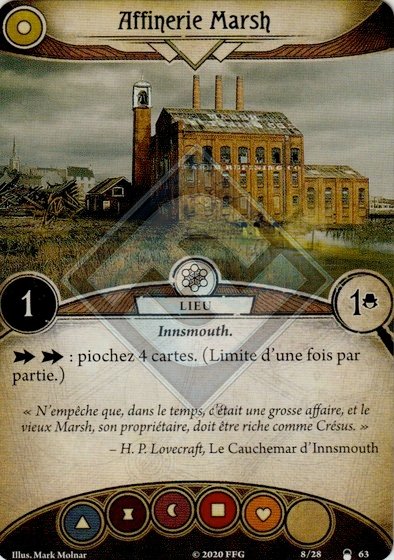 Affinerie Marsh
1
LIEU
1
Innsmouth.
: piochez 4 cartes. (Limite d'une fois par
partie.)
« N'empêche que, dans le temps, c'était une grosse affaire, et le
vieux Marsh, son propriétaire, doit être riche comme Crésus. »
– H. P. Lovecraft, Le Cauchemar d'Innsmouth
Illus. Mark Molnar
© 2020 FFG
8/28
63